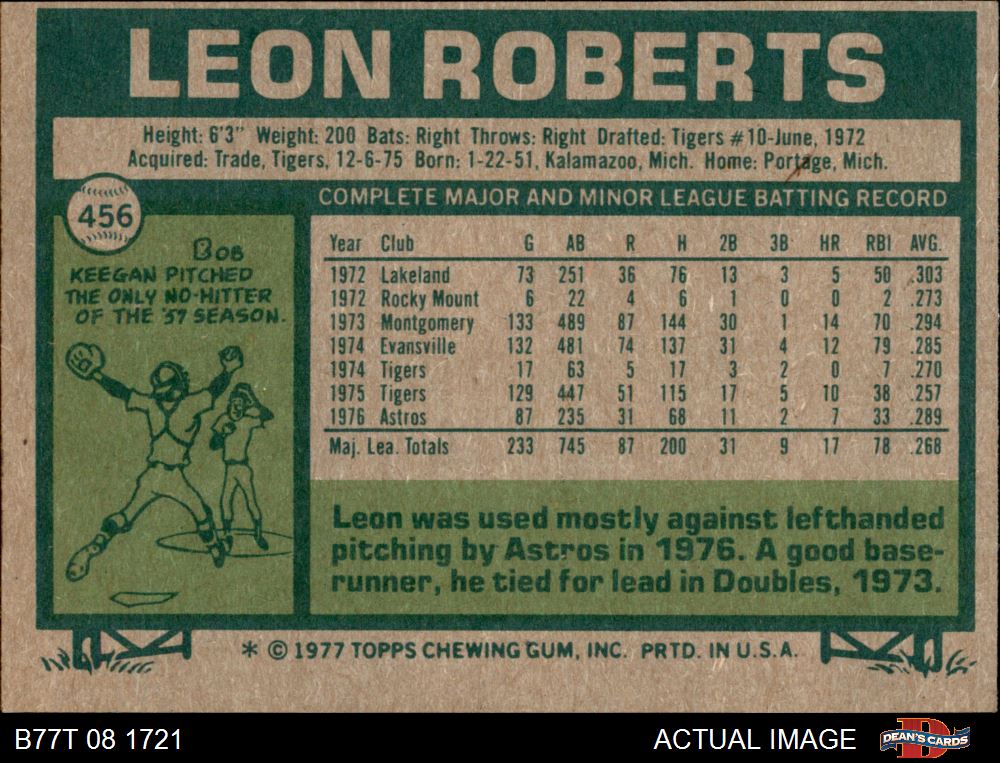 LEON ROBERTS
Height: 6'3" Weight: 200 Bats: Right Throws: Right Drafted: Tigers #10-June, 1972
Acquired: Trade, Tigers, 12-6-75 Born: 1-22-51, Kalamazoo, Mich. Home: Portage, Mich.
456
BOB
KEEGAN PITCHED
THE ONLY NO-HITTER
OF THE '57 SEASON.
COMPLETE MAJOR AND MINOR LEAGUE BATTING RECORD
Year Club G AB R H 2B 3B HR RBI AVG.
1972 Lakeland 73 251 36 76 13 3 5 50 .303
1972 Rocky Mount 6 22 4 6 1 0 0 2 .273
1973 Montgomery 133 489 87 144 30 1 14 70 .294
1974 Evansville 132 481 74 137 31 4 12 79 .285
1974 Tigers 17 63 5 17 3 2 0 7 .270
1975 Tigers 129 447 51 115 17 5 10 38 .257
1976 Astros 87 235 31 68 11 2 7 33 .289
Maj. Lea. Totals 233 745 87 200 31 9 17 78 .268
Leon was used mostly against lefthanded
pitching by Astros in 1976. A good base-
runner, he tied for lead in Doubles, 1973.
* © 1977 TOPPS CHEWING GUM, INC. PRTD. IN U.S.A.
B77T 08 1721
ACTUAL IMAGE
D
DEAN'S CARDS